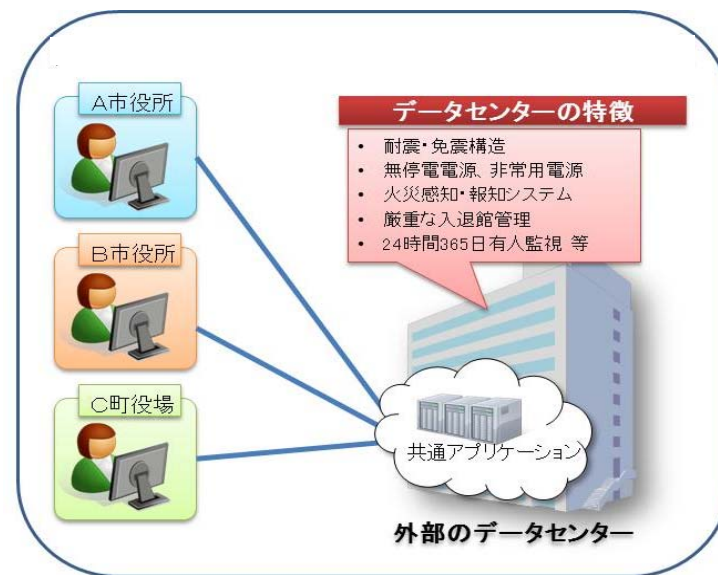 A市役所
B市役所
C町役場
データセンターの特徴
• 耐震・免震構造
• 無停電電源、非常用電源
• 火災感知・報知システム
• 厳重な入退館管理
• 24時間365日有人監視 等
共通アプリケーション
外部のデータセンター